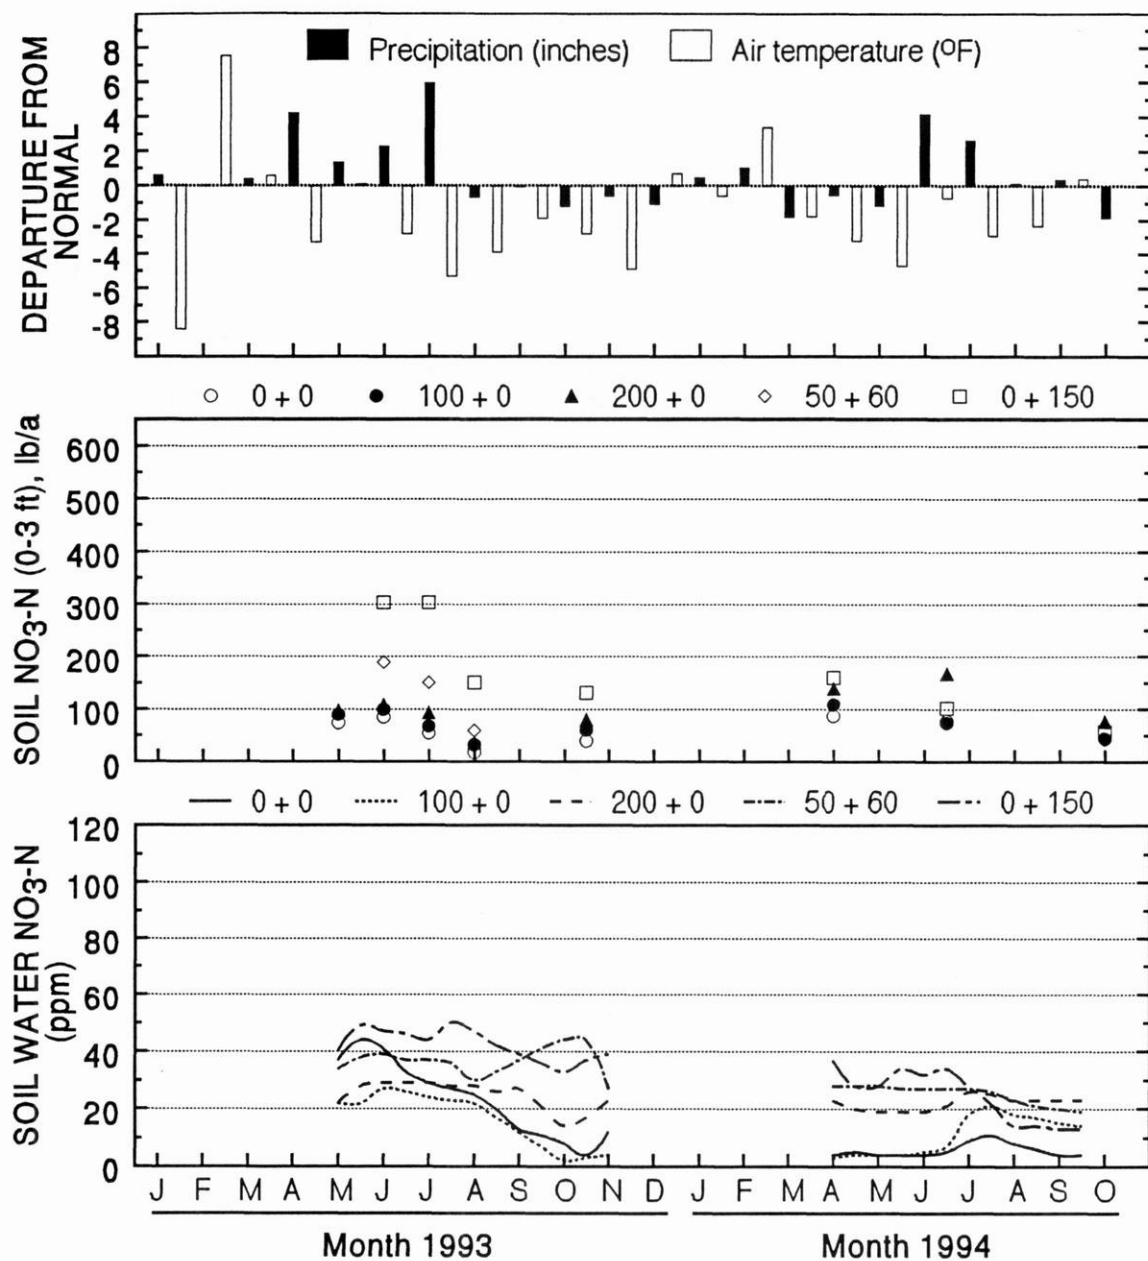 DEPARTURE FROM
NORMAL
8
6
4
2
0
-2
-4
-6
-8
Precipitation (inches)
Air temperature (ºF)
0 + 0
100 + 0
200 + 0
50 + 60
0 + 150
SOIL NO3-N (0-3 ft), lb/a
600
500
400
300
200
100
0
0 + 0
100 + 0
200 + 0
50 + 60
0 + 150
SOIL WATER NO3-N
(ppm)
120
100
80
60
40
20
0
J F M A M J J A S O N D J F M A M J J A S O
Month 1993
Month 1994